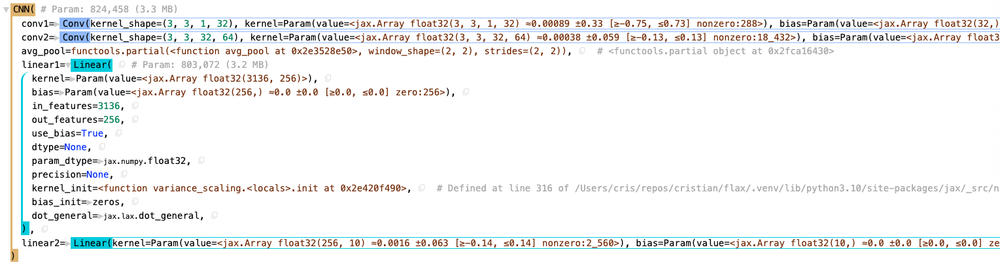 ▼CNN( # Param: 824,458 (3.3 MB)
conv1=▶Conv(kernel_shape=(3, 3, 1, 32), kernel=Param(value=<jax.Array float32(3, 3, 1, 32) ≈0.00089 ±0.33 [≥-0.75, ≤0.73] nonzero:288>), bias=Param(value=<jax.Array float32(32,)
conv2=▶Conv(kernel_shape=(3, 3, 32, 64), kernel=Param(value=<jax.Array float32(3, 3, 32, 64) ≈0.00038 ±0.059 [≥-0.13, ≤0.13] nonzero:18_432>), bias=Param(value=<jax.Array float3
avg_pool=functools.partial(<function avg_pool at 0x2e3528e50>, window_shape=(2, 2), strides=(2, 2)), # <functools.partial object at 0x2fca16430>
linear1=▼Linear( # Param: 803,072 (3.2 MB)
kernel=▶Param(value=<jax.Array float32(3136, 256)>),
bias=▶Param(value=<jax.Array float32(256,) ≈0.0 ±0.0 [≥0.0, ≤0.0] zero:256>),
in_features=3136,
out_features=256,
use_bias=True,
dtype=None,
param_dtype=▶jax.numpy.float32,
precision=None,
kernel_init=<function variance_scaling.<locals>.init at 0x2e420f490>, # Defined at line 316 of /Users/cris/repos/cristian/flax/.venv/lib/python3.10/site-packages/jax/_src/n
bias_init=▶zeros,
dot_general=▶jax.lax.dot_general,
),
linear2=▶Linear(kernel=Param(value=<jax.Array float32(256, 10) ≈0.0016 ±0.063 [≥-0.14, ≤0.14] nonzero:2_560>), bias=Param(value=<jax.Array float32(10,) ≈0.0 ±0.0 [≥0.0, ≤0.0] ze
)